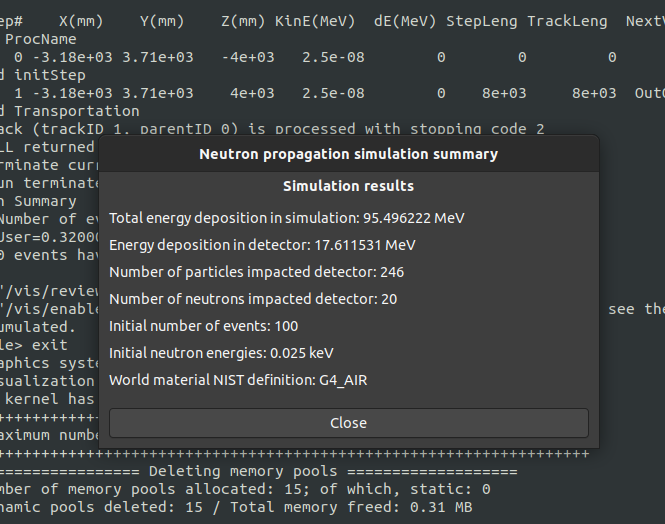 ep# X(mm) Y(mm) Z(mm) KinE(MeV) dE(MeV) StepLeng TrackLeng NextV
ProcName
0 -3.18e+03 3.71e+03 -4e+03 2.5e-08 0 0 0
d initStep
1 -3.18e+03 3.71e+03 4e+03 2.5e-08 0 8e+03 8e+03 OutO
d Transportation
ack (trackID 1, parentID 0) is processed with stopping code 2
LL returned
Neutron propagation simulation summary
rminate curr
un terminate
Simulation results
n Summary
Number of eve
Total energy deposition in simulation: 95.496222 MeV
User=0.32000
Energy deposition in detector: 17.611531 MeV
0 events hav
Number of particles impacted detector: 246
"/vis/review
Number of neutrons impacted detector: 20
"/vis/enable
see the
umulated.
Initial number of events: 100
le> exit
Initial neutron energies: 0.025 keV
aphics syste
World material NIST definition: G4_AIR
sualization
kernel has
Close
++++++++++++
aximum numbe
++++++++++++++++++++++++++++++++++++++++++++++++++++++++++++++++++
================ Deleting memory pools ===================
mber of memory pools allocated: 15; of which, static: 0
namic pools deleted: 15 / Total memory freed: 0.31 MB